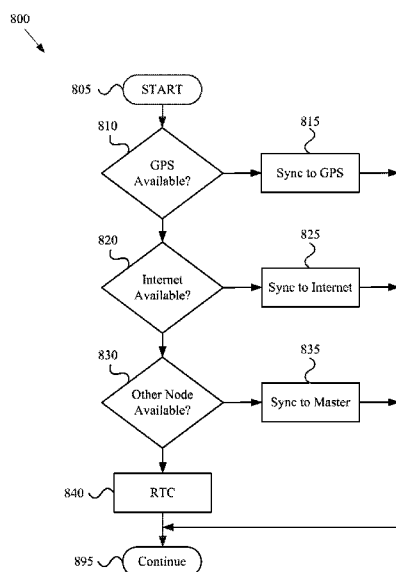 800
805
START
810
815
GPS
Available?
Sync to GPS
820
825
Internet
Available?
Sync to Internet
830
835
Other Node
Available?
Sync to Master
840
RTC
895
Continue